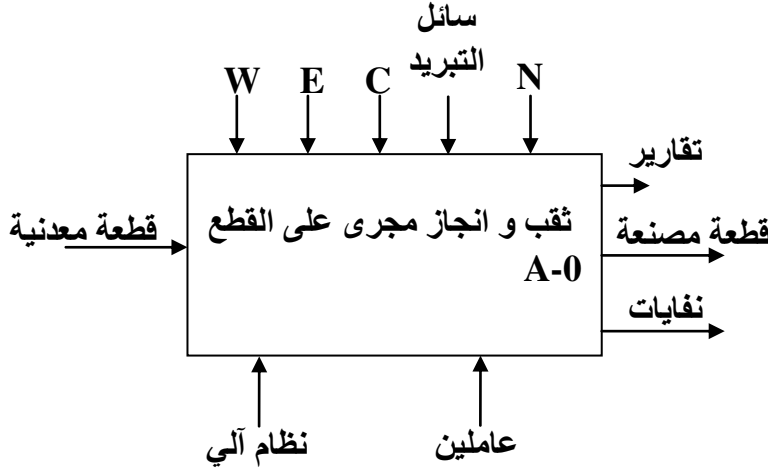 سائل
التبريد
W E C N
تقارير
ثقب و انجاز مجرى على القطع
قطعة معدنية
قطعة مصنعة
A-0
نفايات
نظام آلي
عاملين